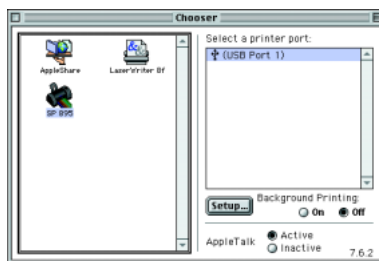 Chooser
AppleShare
LaserWriter 8f
SP 895
Select a printer port:
(USB Port 1)
Setup...
Background Printing:
On
Off
AppleTalk
Active
Inactive
7.6.2